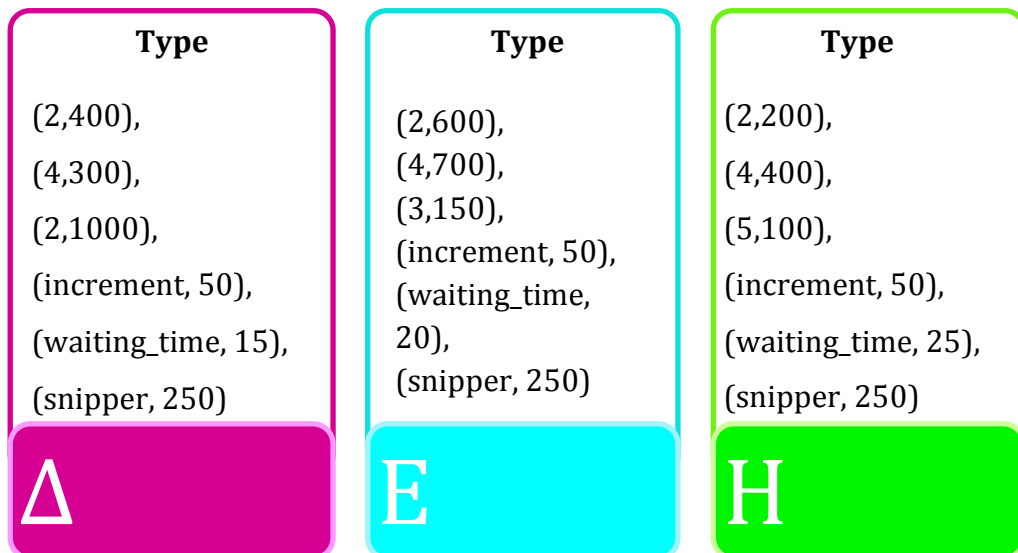 Type
(2,400),
(4,300),
(2,1000),
(increment, 50),
(waiting_time, 15),
(snipper, 250)
Δ
Type
(2,600),
(4,700),
(3,150),
(increment, 50),
(waiting_time,
20),
(snipper, 250)
E
Type
(2,200),
(4,400),
(5,100),
(increment, 50),
(waiting_time, 25),
(snipper, 250)
H